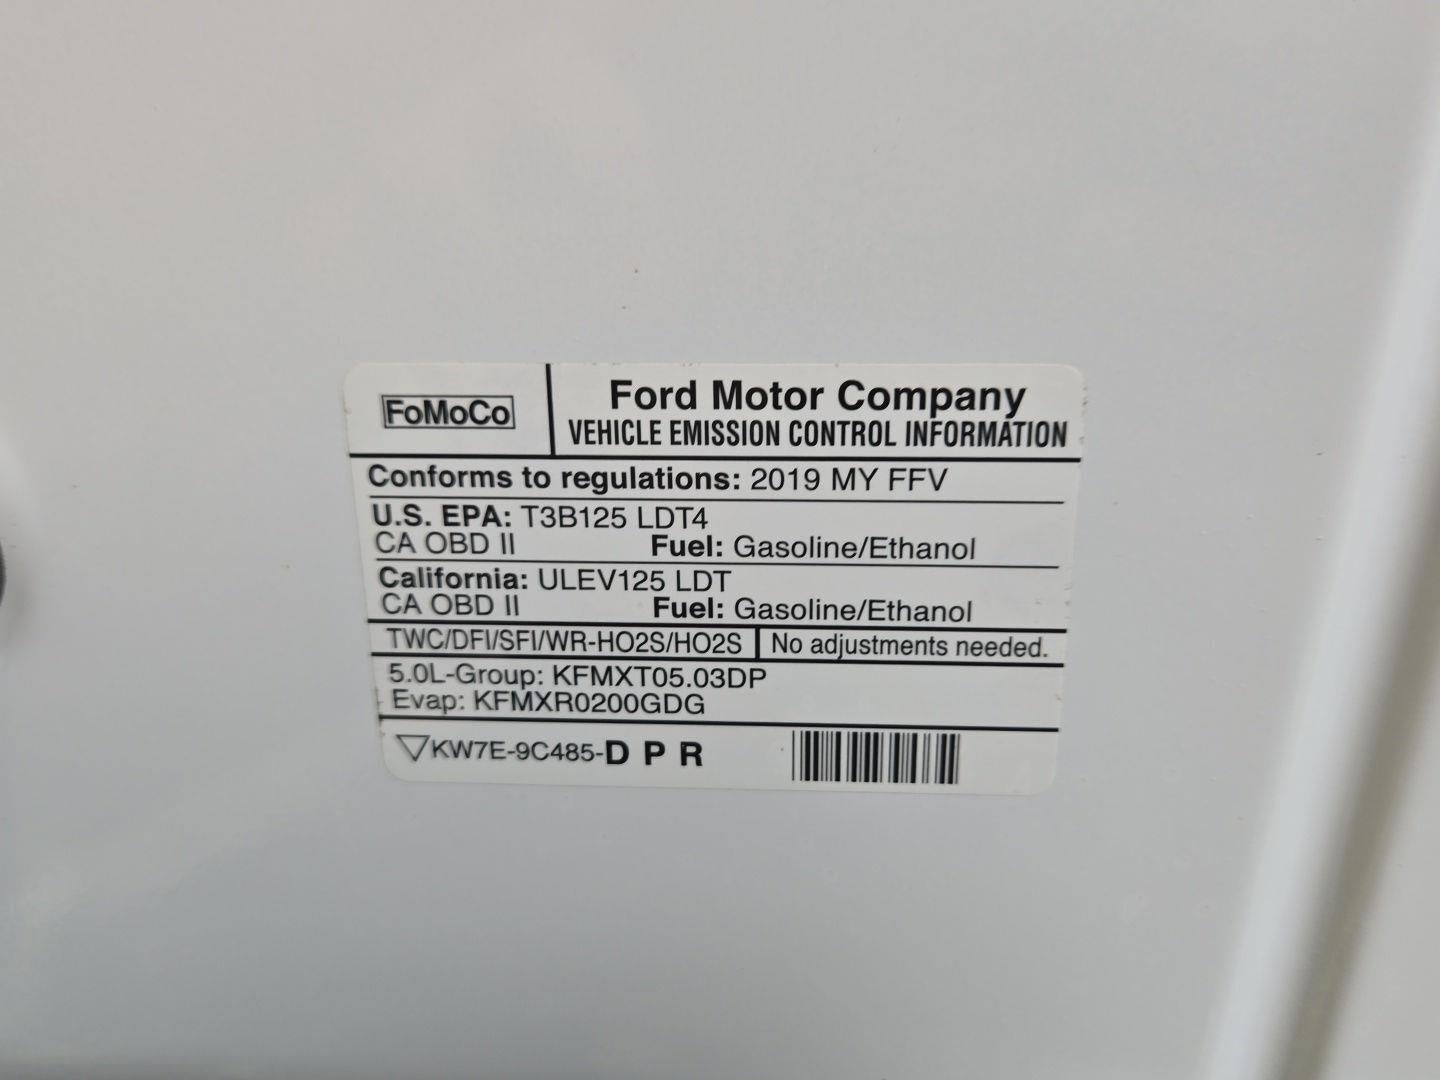 FoMoCo
Ford Motor Company
VEHICLE EMISSION CONTROL INFORMATION
Conforms to regulations: 2019 MY FFV
U.S. EPA: T3B125 LDT4
CA OBD II Fuel: Gasoline/Ethanol
California: ULEV125 LDT
CA OBD II Fuel: Gasoline/Ethanol
TWC/DFI/SFI/WR-HO2S/HO2S No adjustments needed.
5.0L-Group: KFMXT05.03DP
Evap: KFMXR0200GDG
KW7E-9C485-D P R